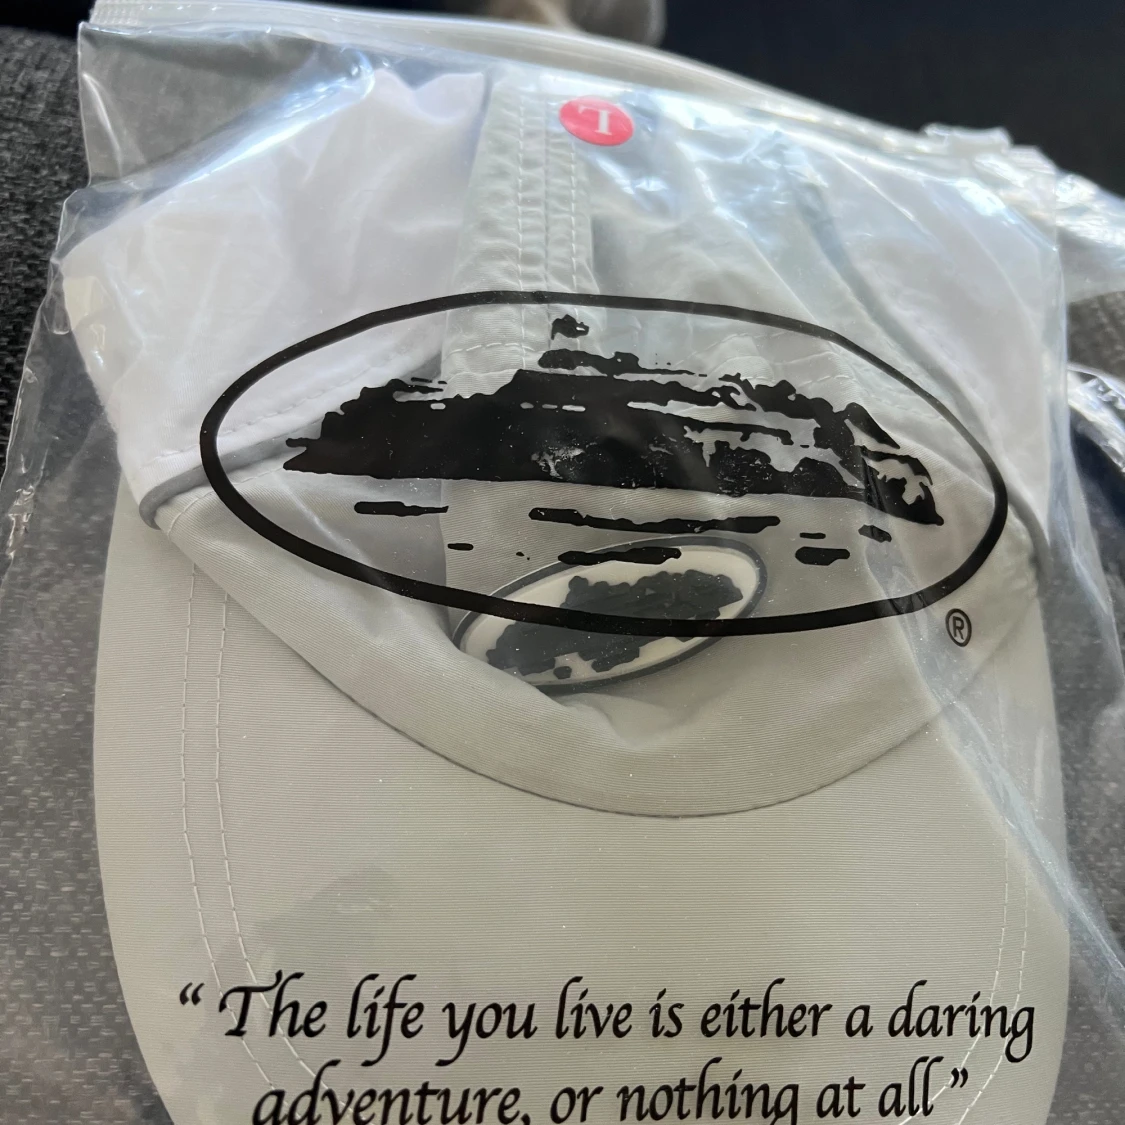 L
®
“ The life you live is either a daring
adventure, or nothing at all”